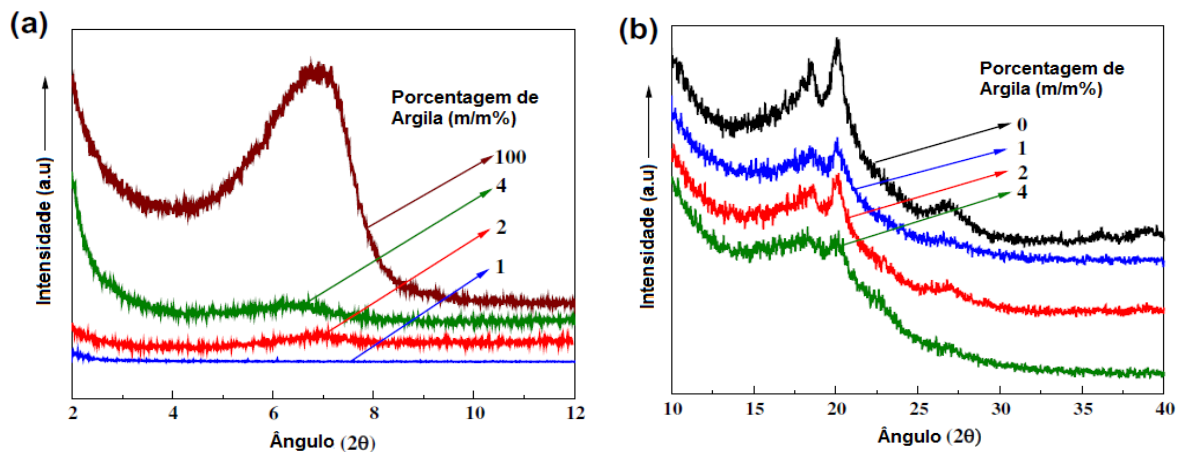 (a)
Intensidade (a.u)
Porcentagem de
Argila (m/m%)
100
4
2
1
2 4 6 8 10 12
Ângulo (2θ)
(b)
Intensidade (a.u)
Porcentagem de
Argila (m/m%)
0
1
2
4
10 15 20 25 30 35 40
Ângulo (2θ)